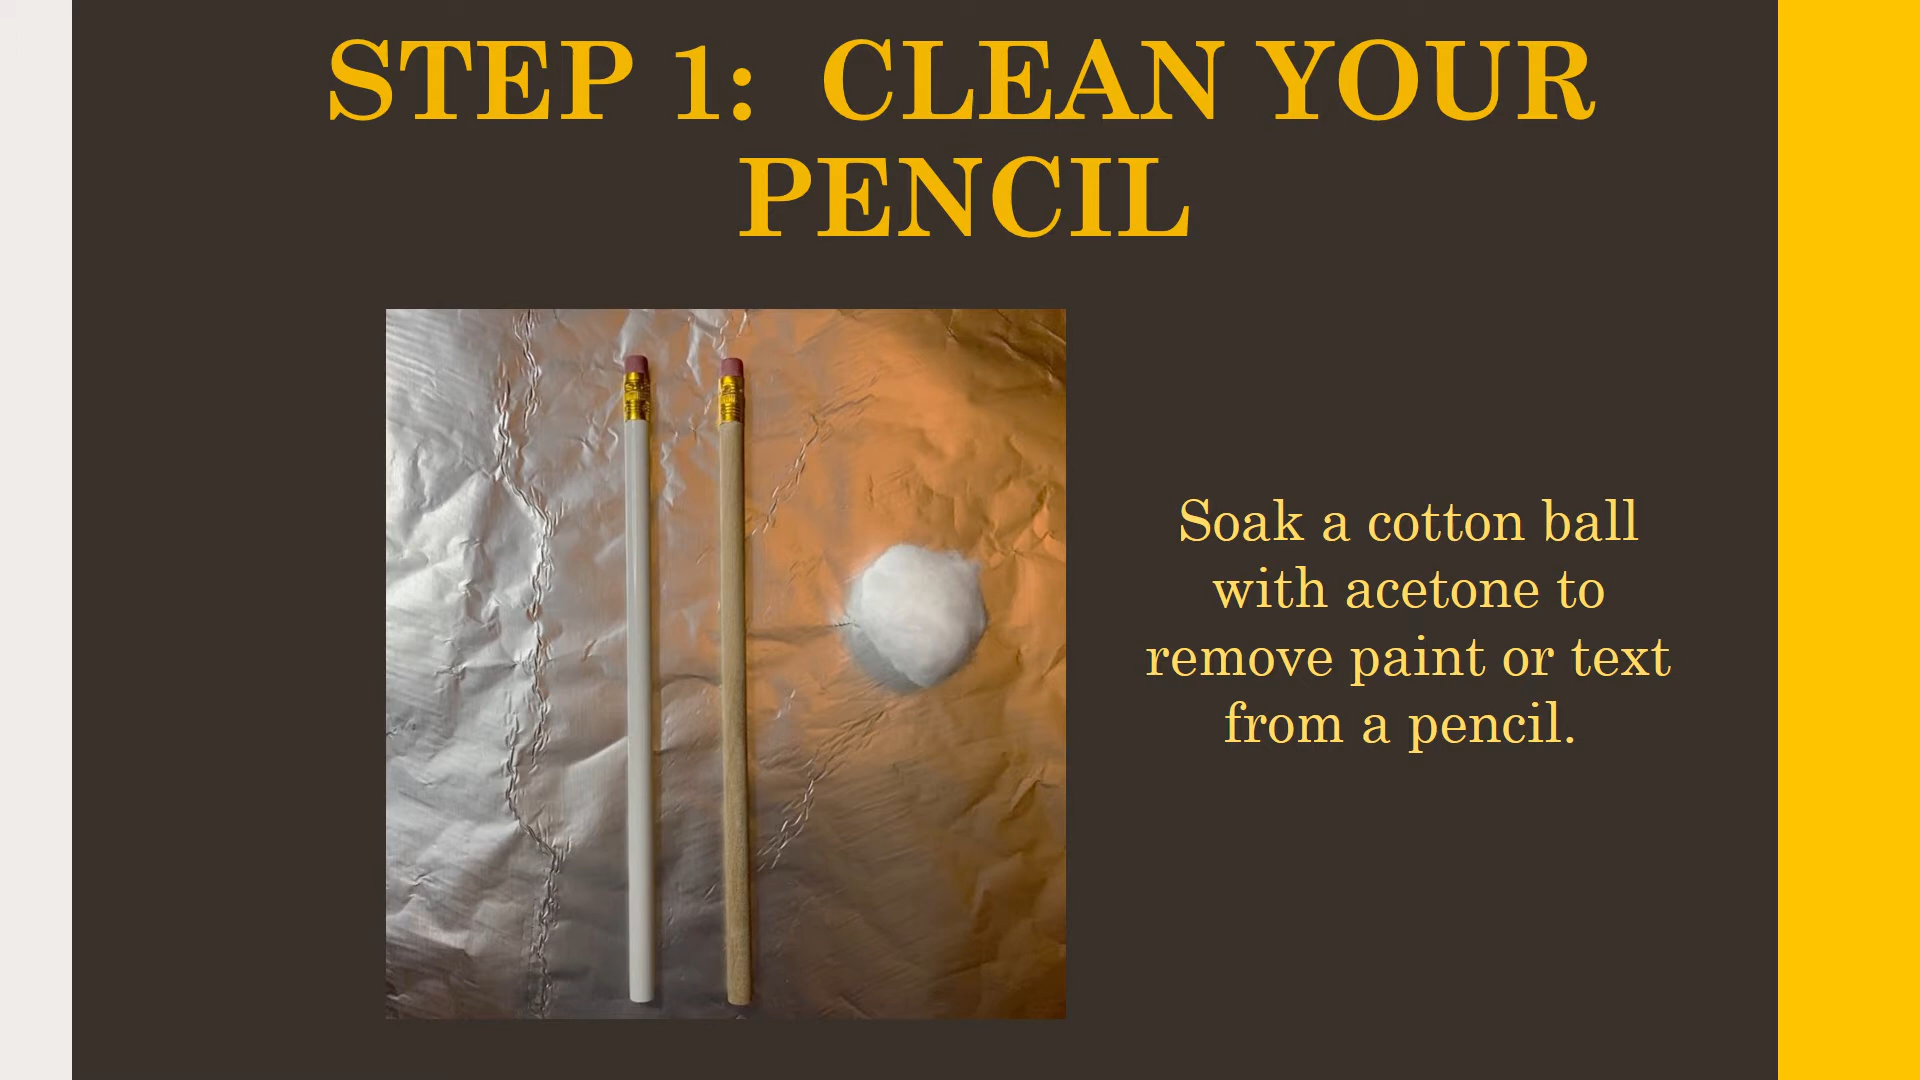 STEP 1:  CLEAN YOUR
PENCIL
Soak a cotton ball
with acetone to
remove paint or text
from a pencil.